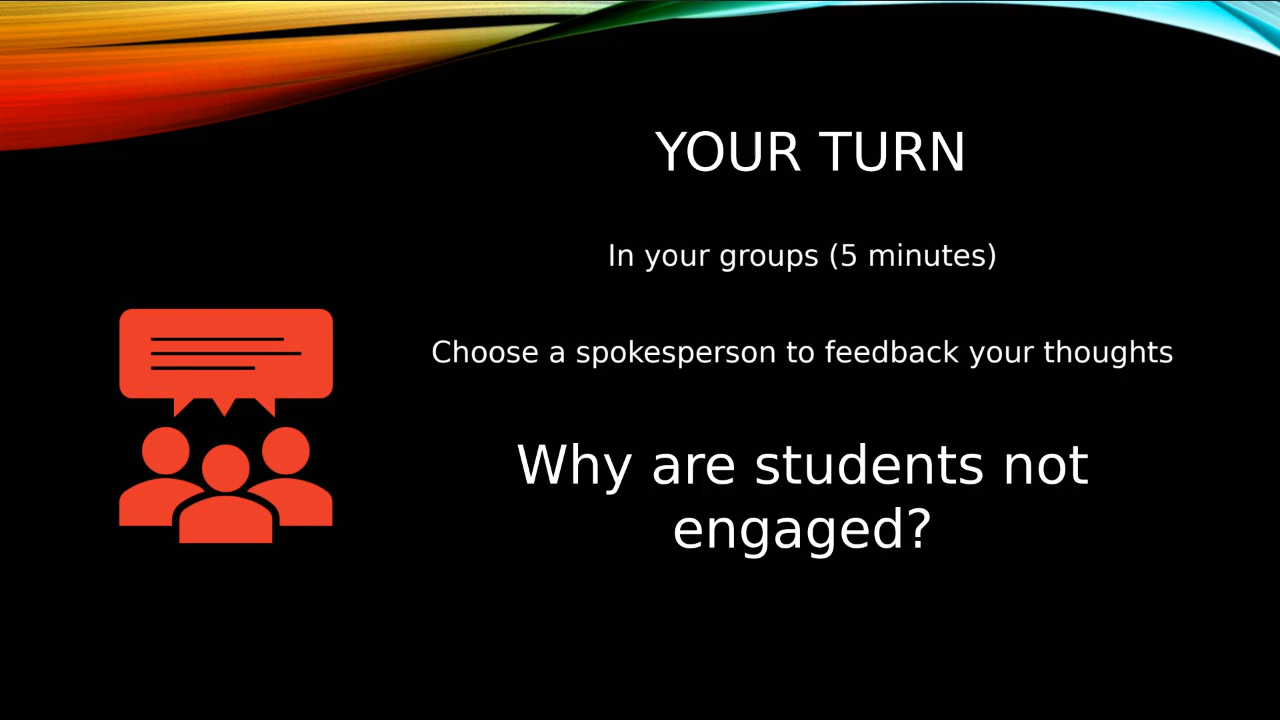 YOUR TURN
In your groups (5 minutes)
Choose a spokesperson to feedback your thoughts
Why are students not
engaged?